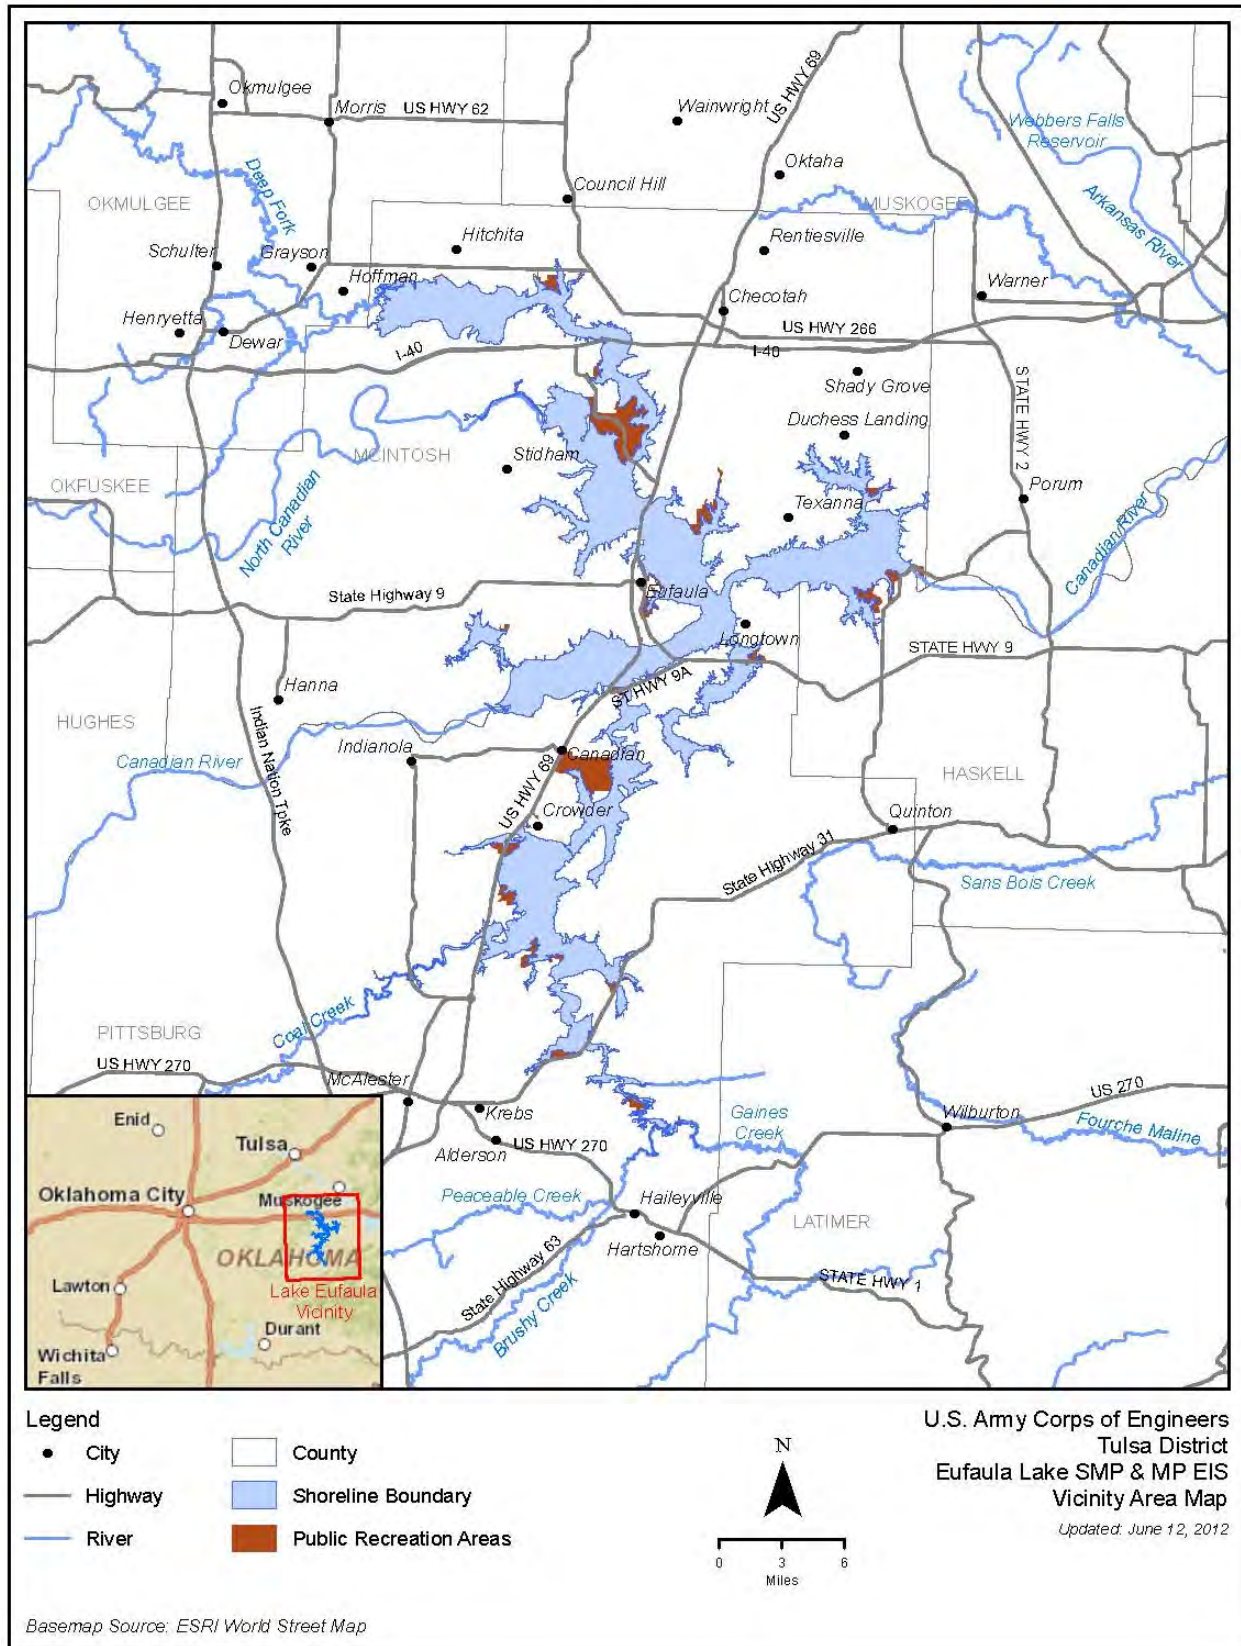 Okmulgee
Morris
US HWY 62
Wainwright
US HWY 69
Webbers Falls
Reservoir
Oktaha
Deep Fork
Council Hill
OKMULGEE
MUSKOGEE
Arkansas River
Schulter
Grayson
Hitchita
Rentiesville
Hoffman
Checotah
Warner
Henryetta
Dewar
US HWY 266
I-40
I-40
Shady Grove
STATE HWY 2
Duchess Landing
MCINTOSH
Stidham
OKFUSKEE
Porum
Texanna
North Canadian
River
Canadian River
State Highway 9
Eufaula
Longtown
STATE HWY 9
ST HWY 9A
Hanna
HUGHES
Indian Nation Tpke
Canadian River
Indianola
Canadian
HASKELL
US HWY 69
Crowder
Quinton
State Highway 31
Sans Bois Creek
Coal Creek
PITTSBURG
US HWY 270
McAlester
Krebs
Gaines
Creek
US 270
Wilburton
Fourche Maline
Alderson
US HWY 270
Peaceable Creek
Haileyville
LATIMER
Hartshorne
State Highway 63
STATE HWY 1
Brushy Creek
Enid
Tulsa
Oklahoma City
Muskogee
OKLAHOMA
Lawton
Lake Eufaula
Vicinity
Durant
Wichita
Falls
Legend
City
County
Highway
Shoreline Boundary
River
Public Recreation Areas
N
0 3 6
Miles
U.S. Army Corps of Engineers
Tulsa District
Eufaula Lake SMP & MP EIS
Vicinity Area Map
Updated: June 12, 2012
Basemap Source: ESRI World Street Map